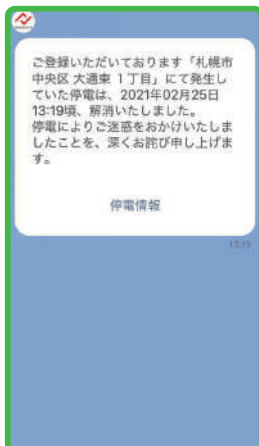 ご登録いただいております「札幌市
中央区 大通東 1丁目」にて発生し
ていた停電は、2021年02月25日
13:19頃、解消いたしました。
停電によりご迷惑をおかけいたしま
したことを、深くお詫び申し上げま
す。
停電情報
13:19